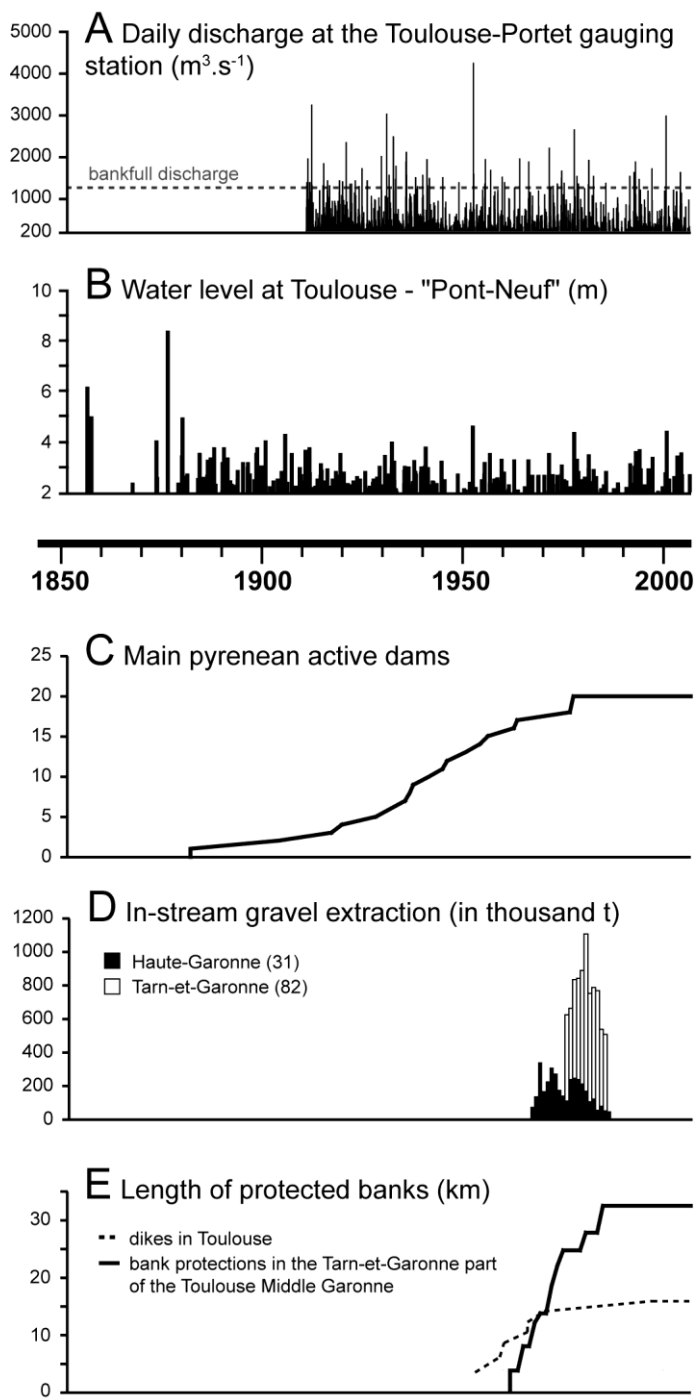 A Daily discharge at the Toulouse-Portet gauging
station (m³.s⁻¹)
5000
4000
3000
2000
1000
200
bankfull discharge
B Water level at Toulouse - "Pont-Neuf" (m)
10
8
6
4
2
1850 1900 1950 2000
C Main pyrenean active dams
25
20
15
10
5
0
D In-stream gravel extraction (in thousand t)
1200
1000
800
600
400
200
0
Haute-Garonne (31)
Tarn-et-Garonne (82)
E Length of protected banks (km)
30
20
10
0
dikes in Toulouse
bank protections in the Tarn-et-Garonne part
of the Toulouse Middle Garonne